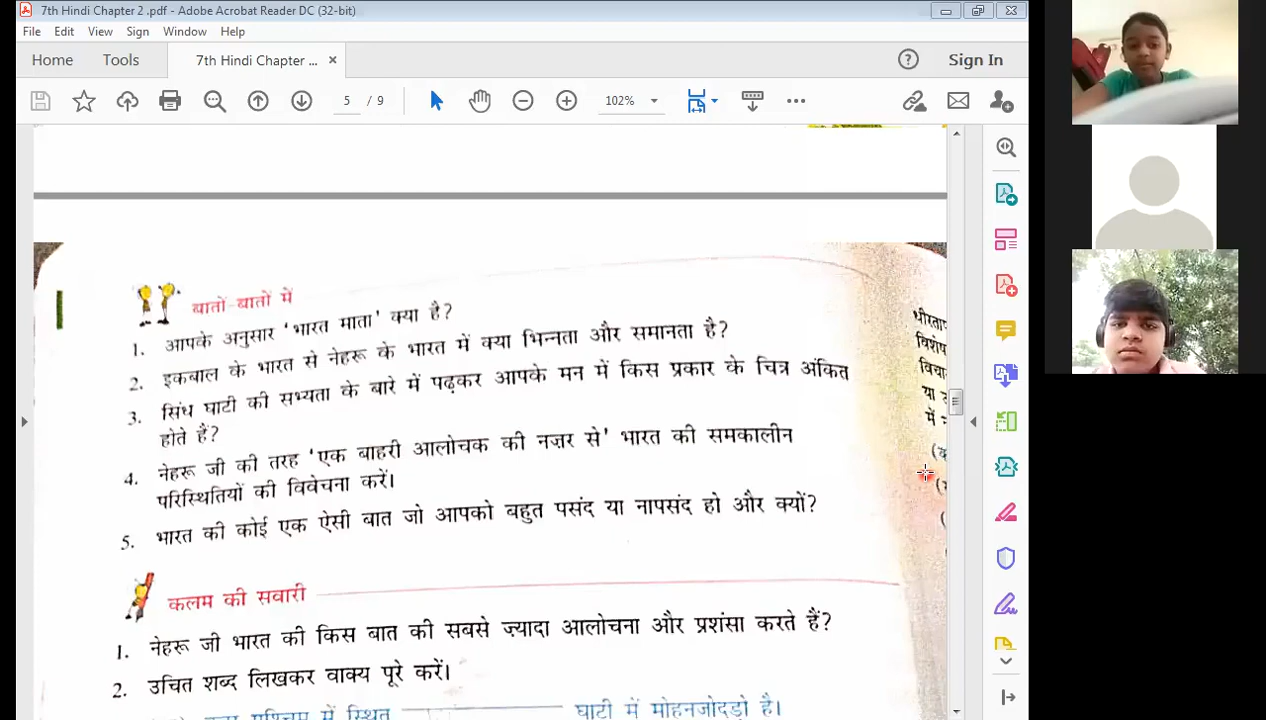 7th Hindi Chapter 2 .pdf - Adobe Acrobat Reader DC (32-bit)
File Edit View Sign Window Help
Home Tools 7th Hindi Chapter ... × Sign In
5 / 9 102%
बातों-बातों में
1. आपके अनुसार 'भारत माता' क्या है?
2. इकबाल के भारत से नेहरू के भारत में क्या भिन्नता और समानता है?
3. सिंध घाटी की सभ्यता के बारे में पढ़कर आपके मन में किस प्रकार के चित्र अंकित
होते हैं?
4. नेहरू जी की तरह 'एक बाहरी आलोचक की नज़र से' भारत की समकालीन
परिस्थितियों की विवेचना करें।
5. भारत की कोई एक ऐसी बात जो आपको बहुत पसंद या नापसंद हो और क्यों?
कलम की सवारी
1. नेहरू जी भारत की किस बात की सबसे ज़्यादा आलोचना और प्रशंसा करते हैं?
2. उचित शब्द लिखकर वाक्य पूरे करें।
पश्चिम में स्थित घाटी में मोहनजोदड़ो है।
या
में